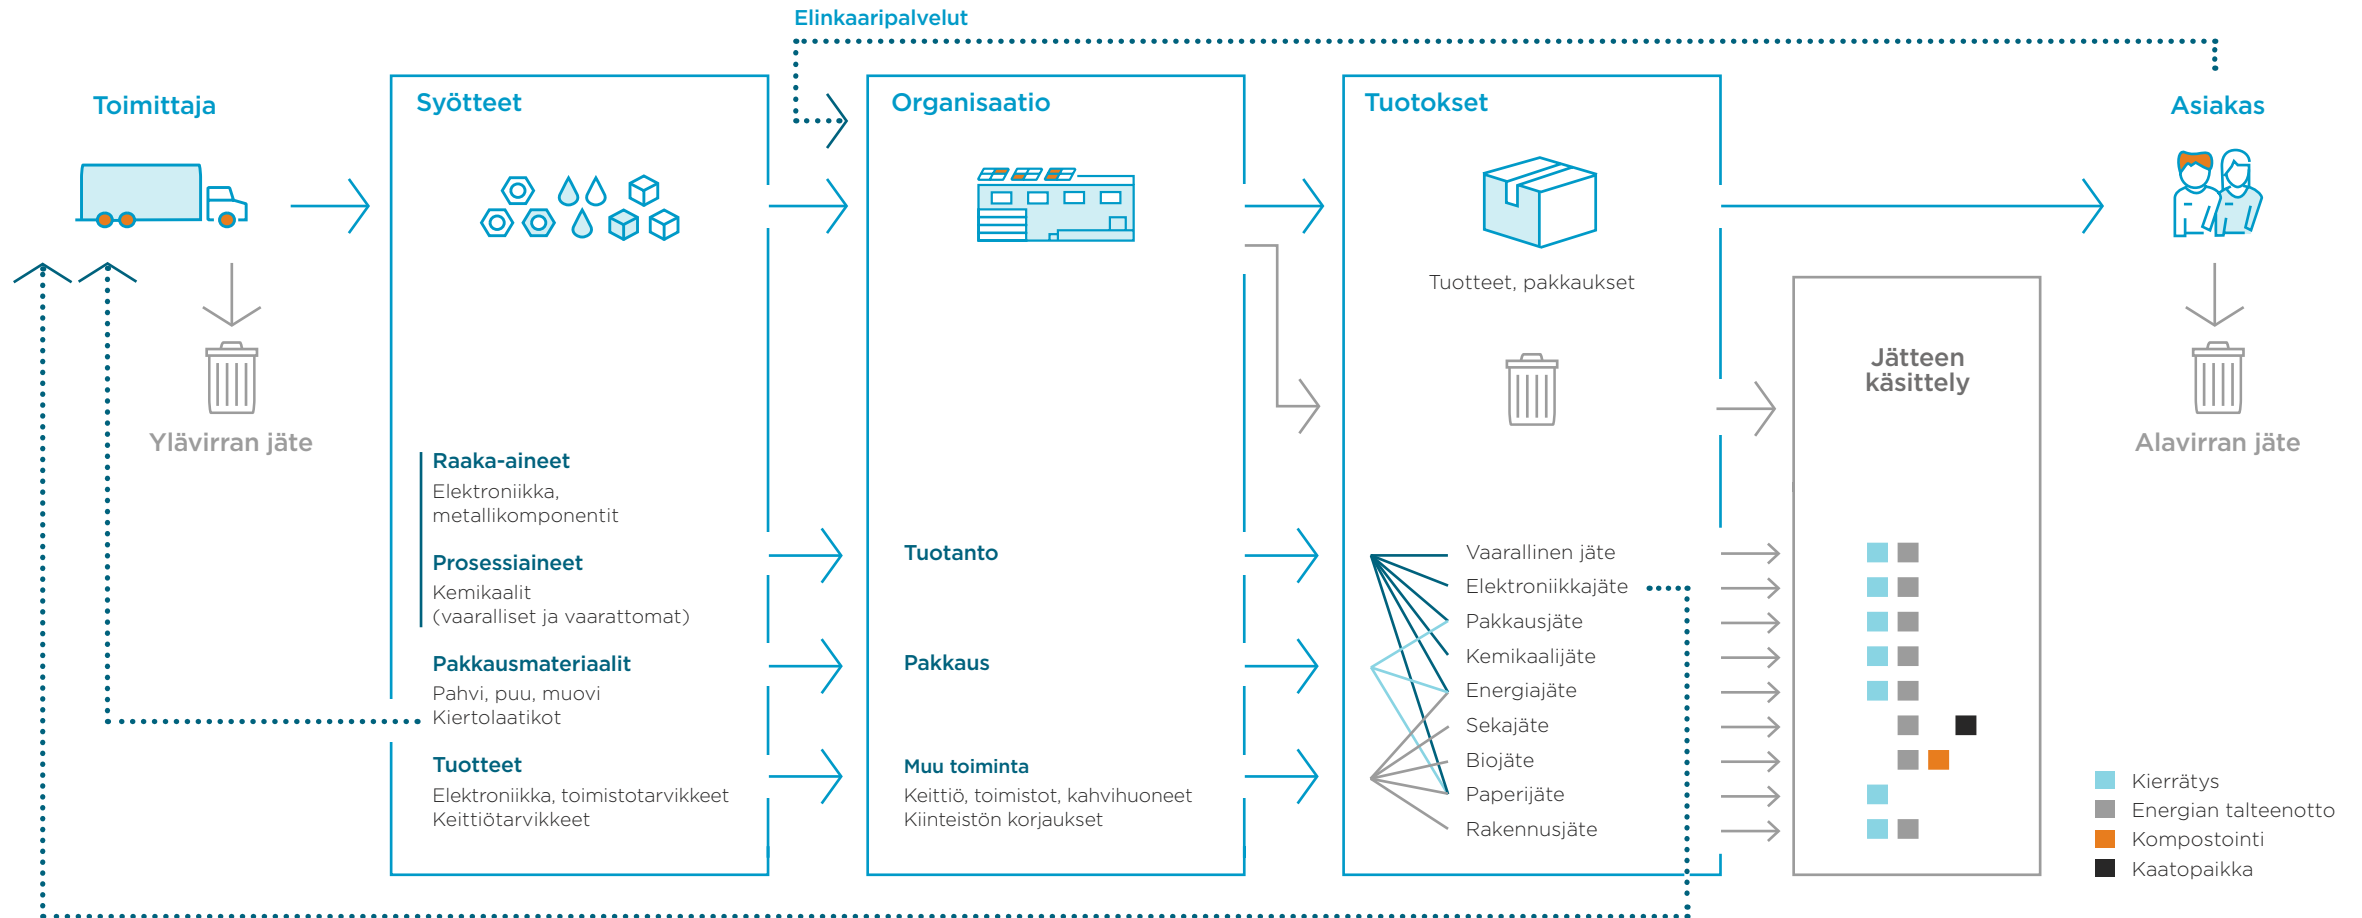 Elinkaaripalvelut
Toimittaja
Ylävirran jäte
Syötteet
Raaka-aineet
Elektroniikka,
metallikomponentit
Prosessiaineet
Kemikaalit
(vaaralliset ja vaarattomat)
Pakkausmateriaalit
Pahvi, puu, muovi
Kiertolaatikot
Tuotteet
Elektroniikka, toimistotarvikkeet
Keittiötarvikkeet
Organisaatio
Tuotanto
Pakkaus
Muu toiminta
Keittiö, toimistot, kahvihuoneet
Kiinteistön korjaukset
Tuotokset
Tuotteet, pakkaukset
Vaarallinen jäte
Elektroniikkajäte
Pakkausjäte
Kemikaalijäte
Energiajäte
Sekajäte
Biojäte
Paperijäte
Rakennusjäte
Jätteen
käsittely
Asiakas
Alavirran jäte
Kierrätys
Energian talteenotto
Kompostointi
Kaatopaikka